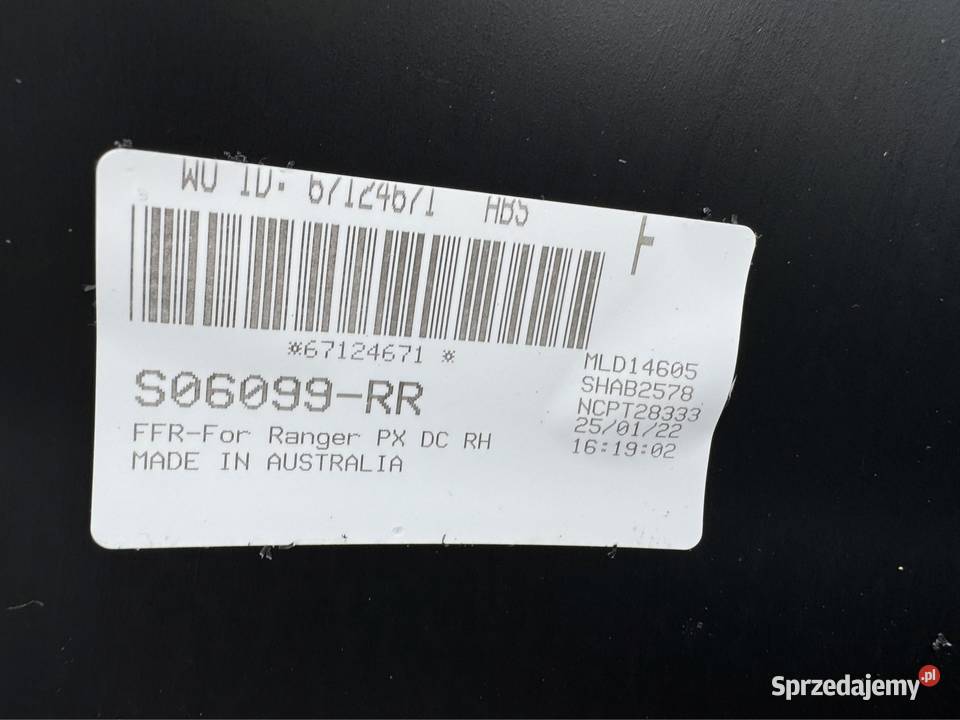 WO ID: 67124671 ABS
*67124671 *
S06099-RR
FFR-For Ranger PX DC RH
MADE IN AUSTRALIA
MLD14605
SHAB2578
NCPT28333
25/01/22
16:19:02
Sprzedajemy.pl